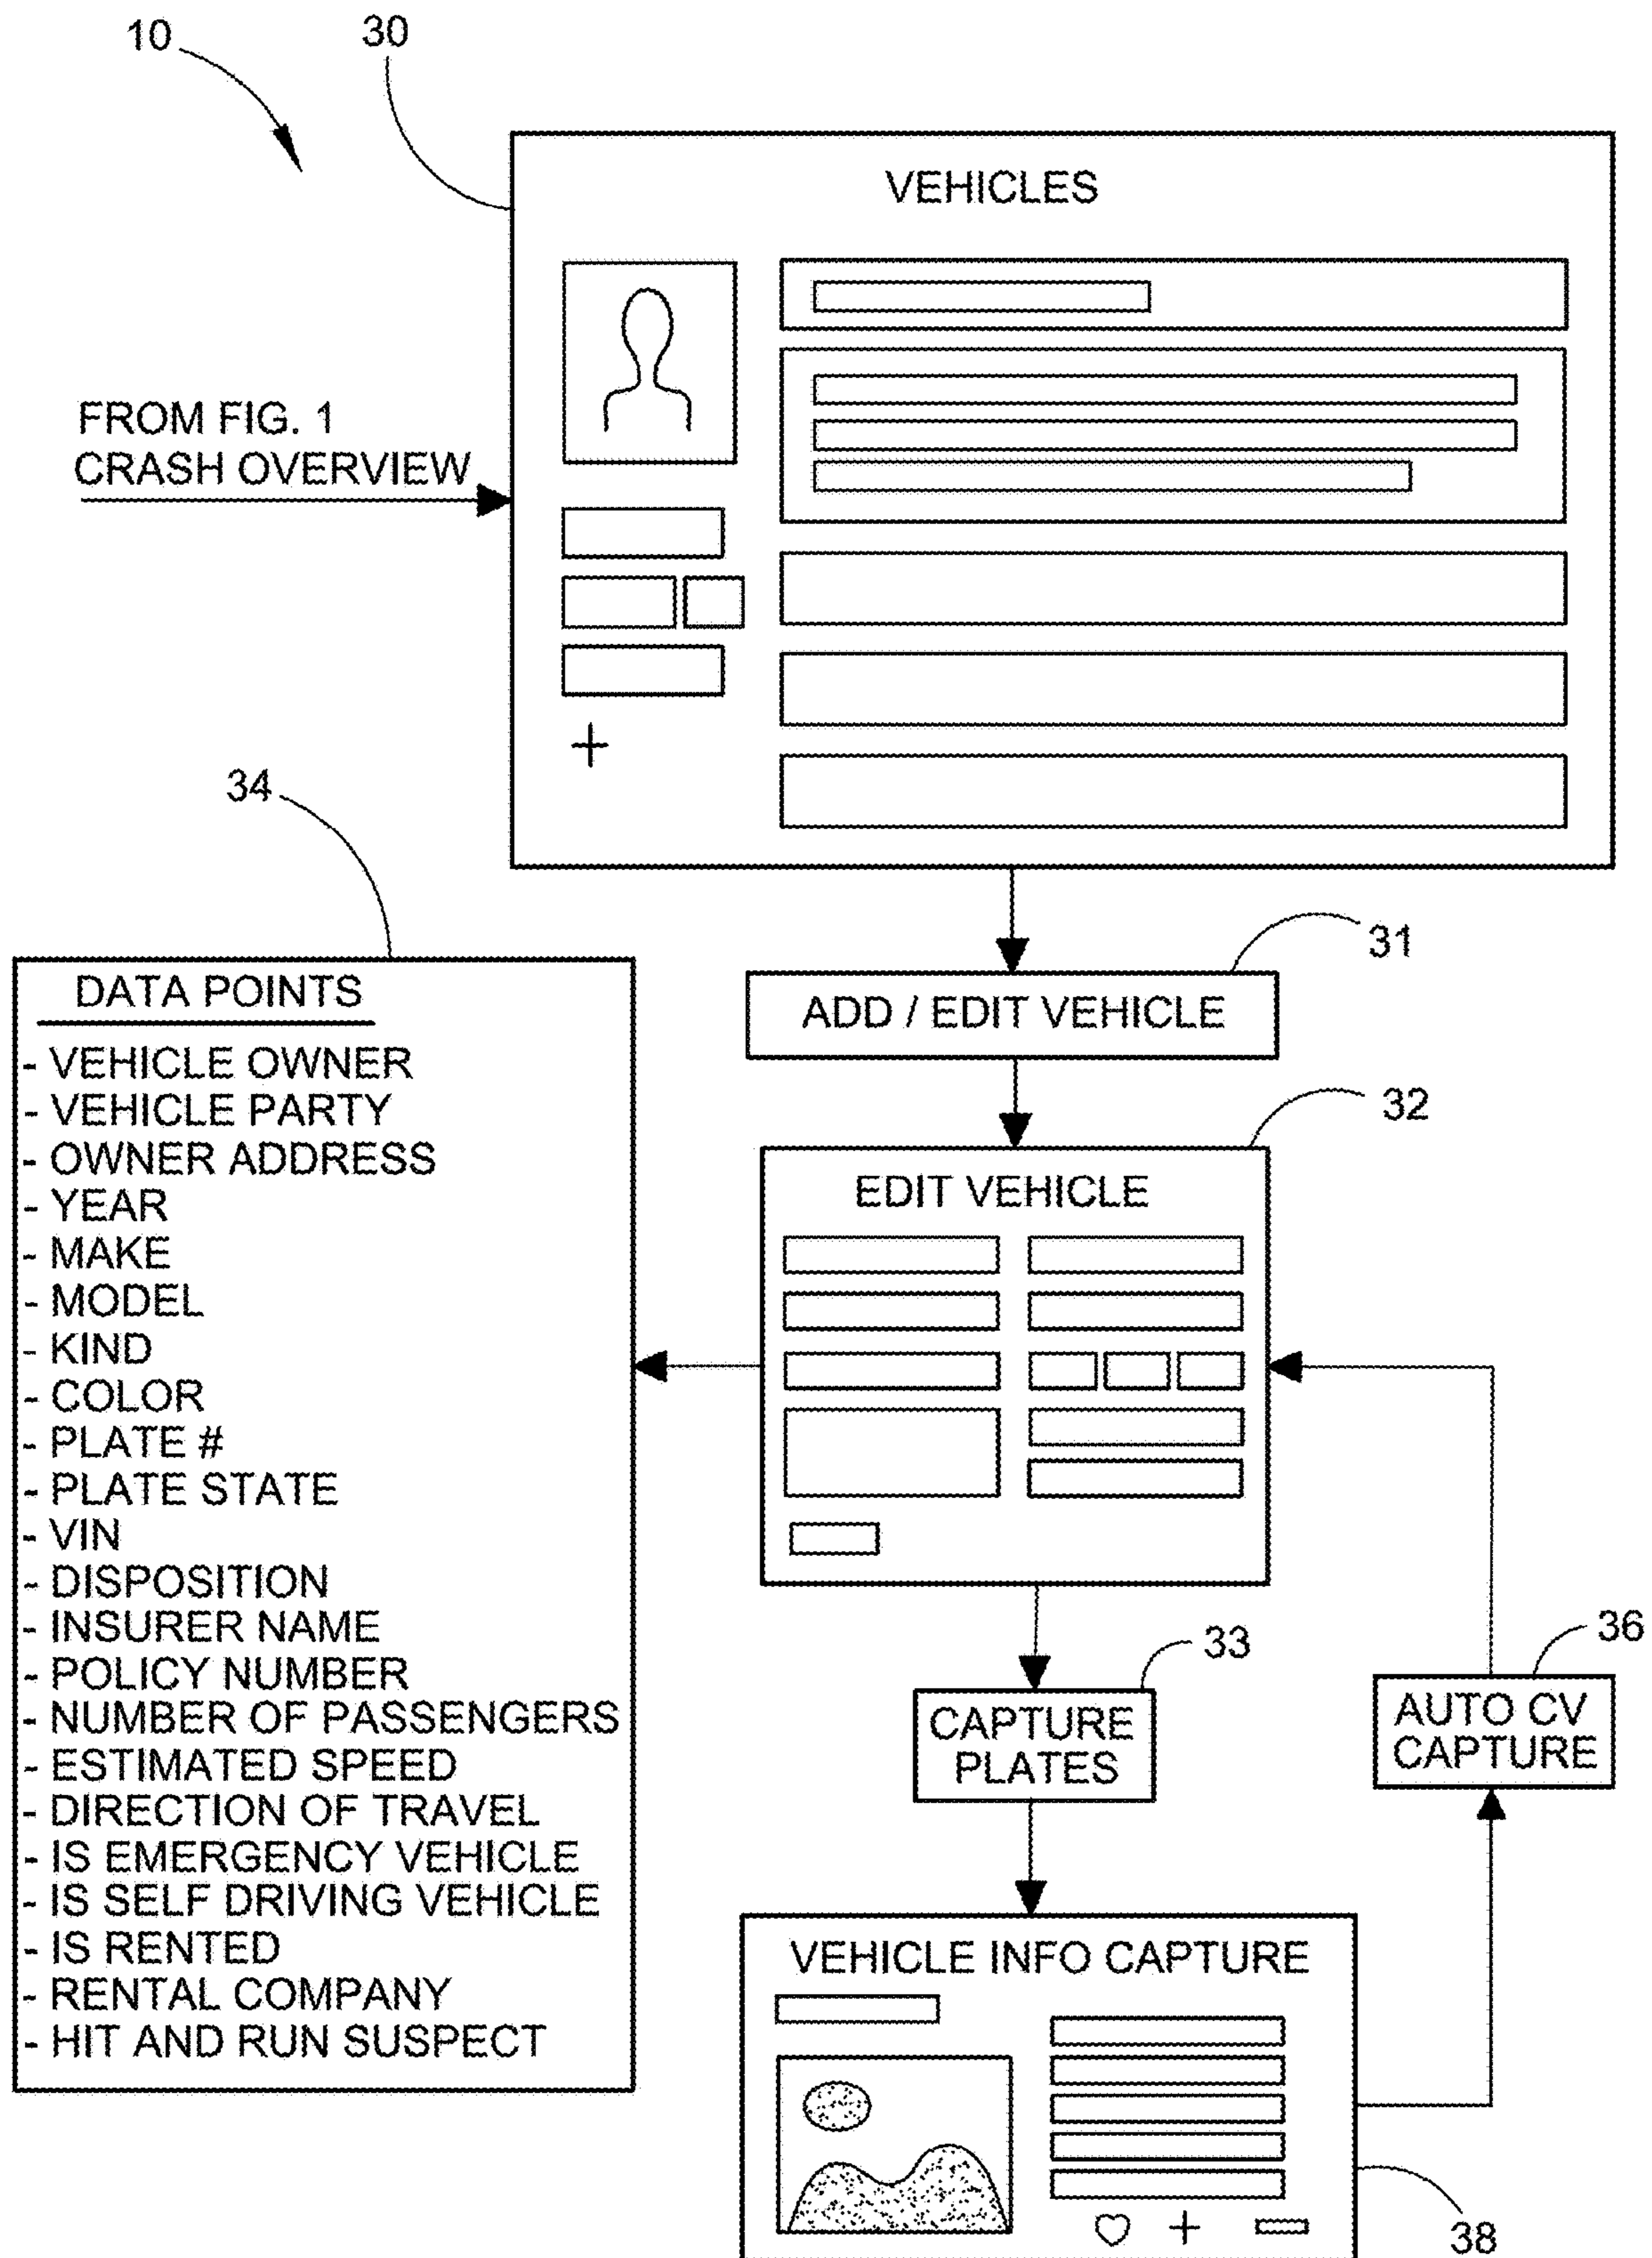 10
30
VEHICLES
FROM FIG. 1
CRASH OVERVIEW
34
31
DATA POINTS
ADD / EDIT VEHICLE
- VEHICLE OWNER
- VEHICLE PARTY
- OWNER ADDRESS
- YEAR
- MAKE
- MODEL
- KIND
- COLOR
- PLATE #
- PLATE STATE
- VIN
- DISPOSITION
- INSURER NAME
- POLICY NUMBER
- NUMBER OF PASSENGERS
- ESTIMATED SPEED
- DIRECTION OF TRAVEL
- IS EMERGENCY VEHICLE
- IS SELF DRIVING VEHICLE
- IS RENTED
- RENTAL COMPANY
- HIT AND RUN SUSPECT
32
EDIT VEHICLE
33
CAPTURE
PLATES
36
AUTO CV
CAPTURE
VEHICLE INFO CAPTURE
38